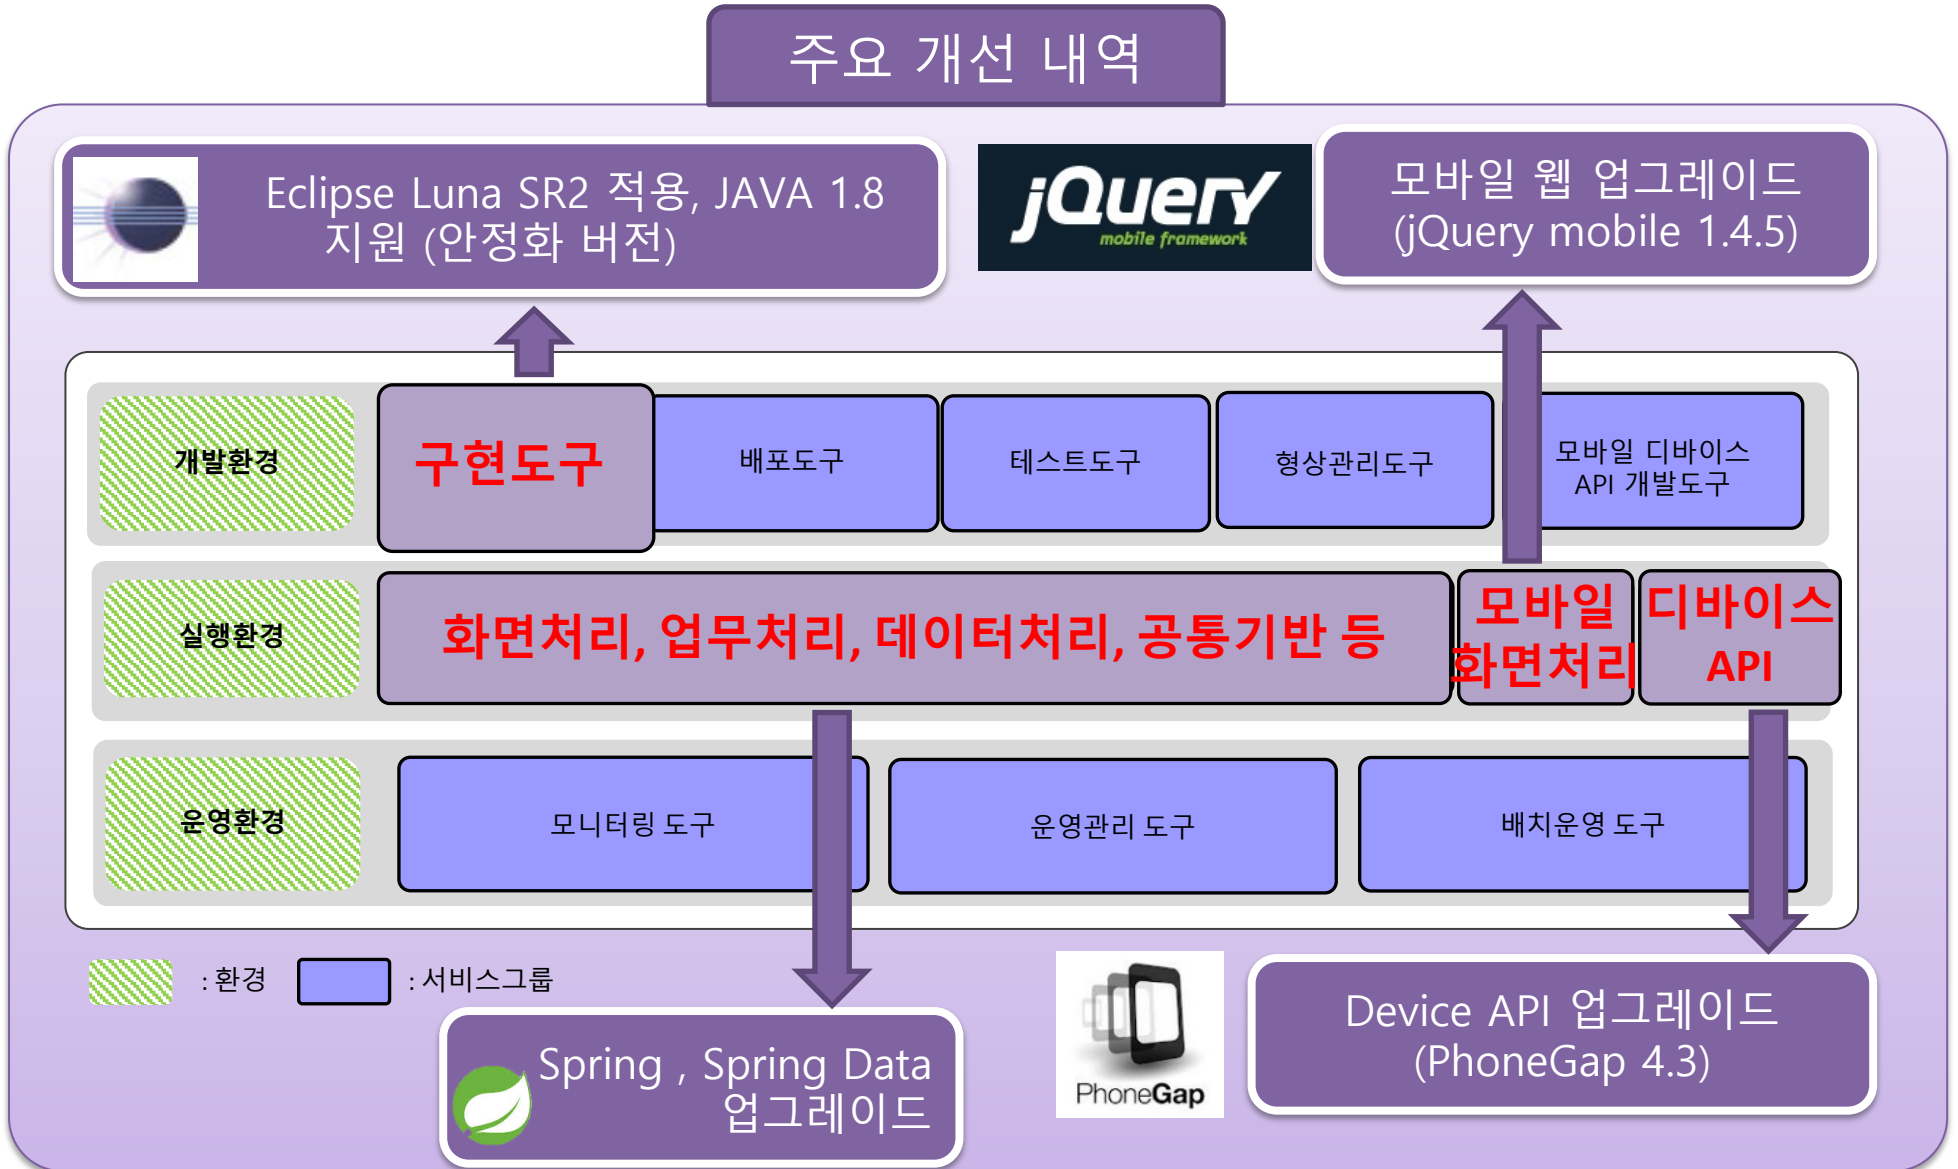 주요 개선 내역
Eclipse Luna SR2 적용, JAVA 1.8
지원 (안정화 버전)
jQuery
mobile framework
모바일 웹 업그레이드
(jQuery mobile 1.4.5)
개발환경
구현도구
배포도구
테스트도구
형상관리도구
모바일 디바이스
API 개발도구
실행환경
화면처리, 업무처리, 데이터처리, 공통기반 등
모바일
화면처리
디바이스
API
운영환경
모니터링 도구
운영관리 도구
배치운영 도구
: 환경
: 서비스그룹
Spring , Spring Data
업그레이드
PhoneGap
Device API 업그레이드
(PhoneGap 4.3)